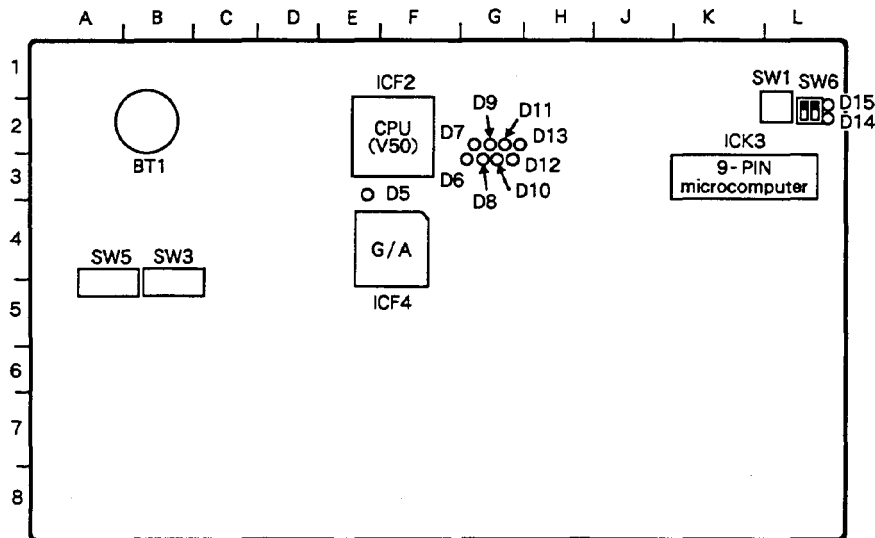 A B C D E F G H J K L
1
2
3
4
5
6
7
8
BT1
ICF2
CPU
(V50)
D5
G/A
ICF4
SW5
SW3
D7
D9
D11
D13
D6
D8
D10
D12
SW1
SW6
D15
D14
ICK3
9-PIN
microcomputer